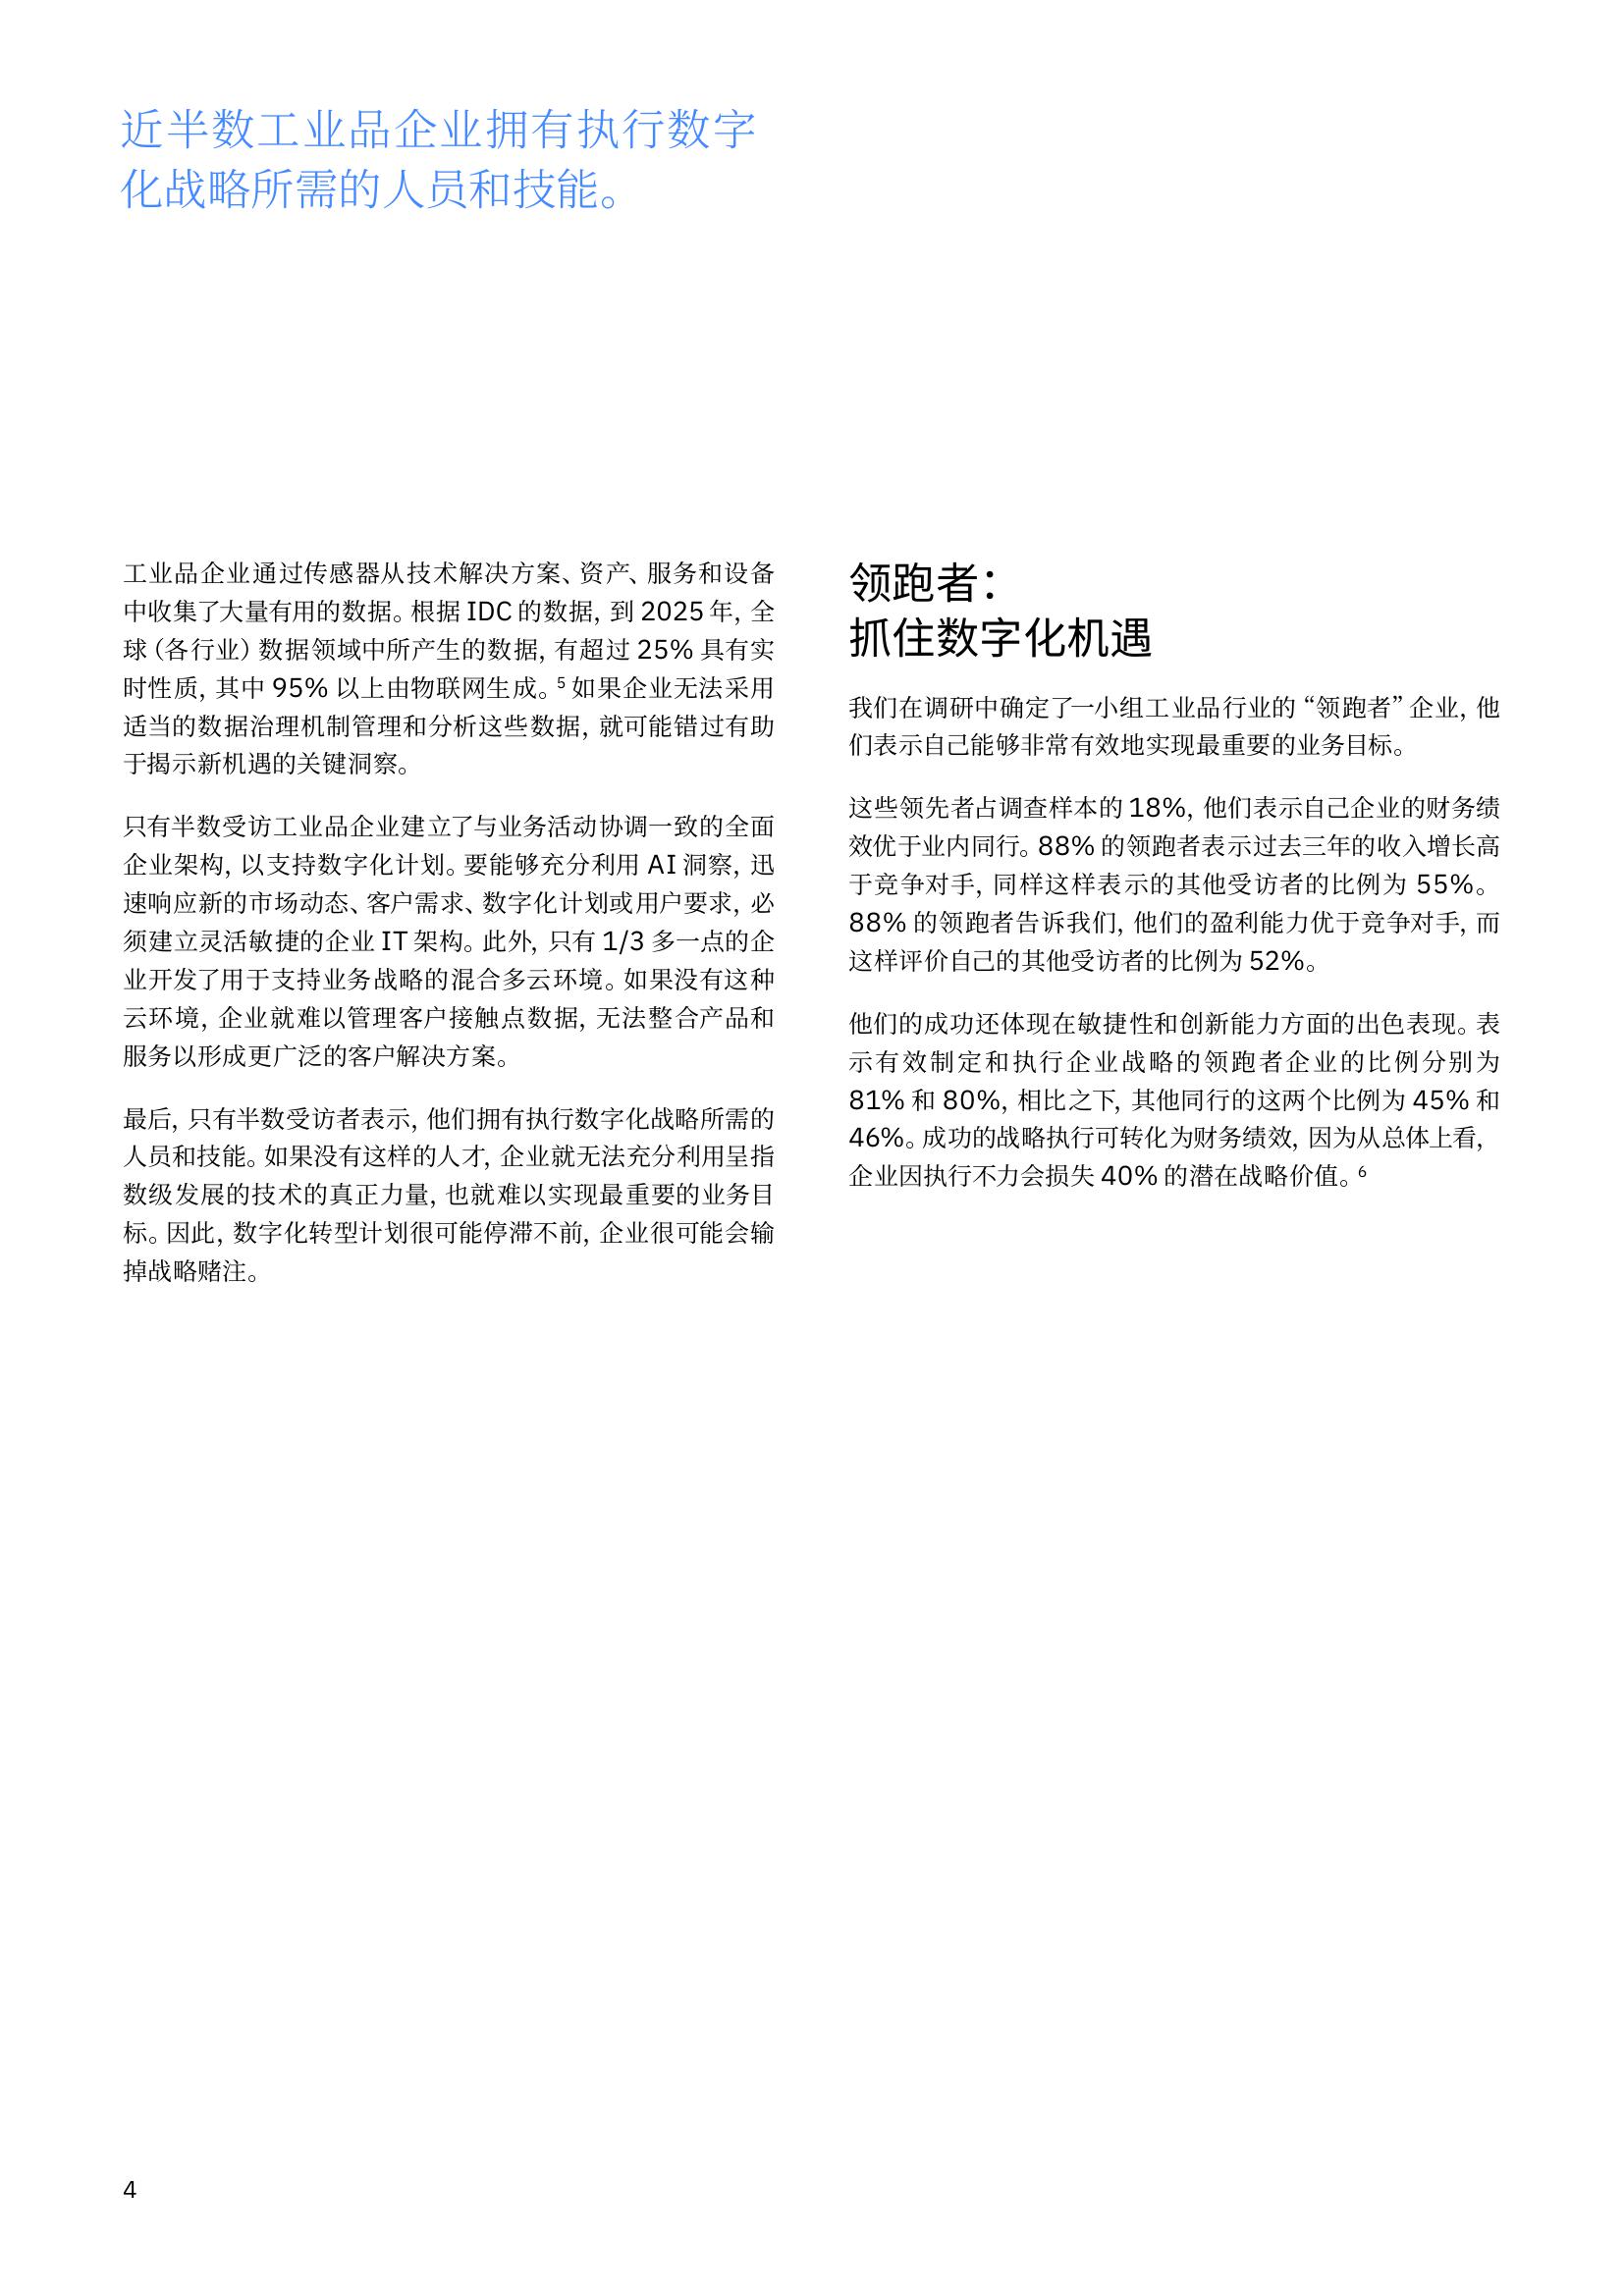 近半数工业品企业拥有执行数字
化战略所需的人员和技能。
工业品企业通过传感器从技术解决方案、资产、服务和设备
中收集了大量有用的数据。根据 IDC 的数据, 到 2025 年, 全
球 (各行业) 数据领域中所产生的数据, 有超过 25% 具有实
时性质, 其中 95% 以上由物联网生成。⁵ 如果企业无法采用
适当的数据治理机制管理和分析这些数据, 就可能错过有助
于揭示新机遇的关键洞察。
只有半数受访工业品企业建立了与业务活动协调一致的全面
企业架构, 以支持数字化计划。要能够充分利用 AI 洞察, 迅
速响应新的市场动态、客户需求、数字化计划或用户要求, 必
须建立灵活敏捷的企业 IT 架构。此外, 只有 1/3 多一点的企
业开发了用于支持业务战略的混合多云环境。如果没有这种
云环境, 企业就难以管理客户接触点数据, 无法整合产品和
服务以形成更广泛的客户解决方案。
最后, 只有半数受访者表示, 他们拥有执行数字化战略所需的
人员和技能。如果没有这样的人才, 企业就无法充分利用呈指
数级发展的技术的真正力量, 也就难以实现最重要的业务目
标。因此, 数字化转型计划很可能停滞不前, 企业很可能会输
掉战略赌注。
领跑者：
抓住数字化机遇
我们在调研中确定了一小组工业品行业的 “领跑者” 企业, 他
们表示自己能够非常有效地实现最重要的业务目标。
这些领先者占调查样本的 18%, 他们表示自己企业的财务绩
效优于业内同行。88% 的领跑者表示过去三年的收入增长高
于竞争对手, 同样这样表示的其他受访者的比例为 55%。
88% 的领跑者告诉我们, 他们的盈利能力优于竞争对手, 而
这样评价自己的其他受访者的比例为 52%。
他们的成功还体现在敏捷性和创新能力方面的出色表现。表
示有效制定和执行企业战略的领跑者企业的比例分别为
81% 和 80%, 相比之下, 其他同行的这两个比例为 45% 和
46%。成功的战略执行可转化为财务绩效, 因为从总体上看,
企业因执行不力会损失 40% 的潜在战略价值。⁶
4